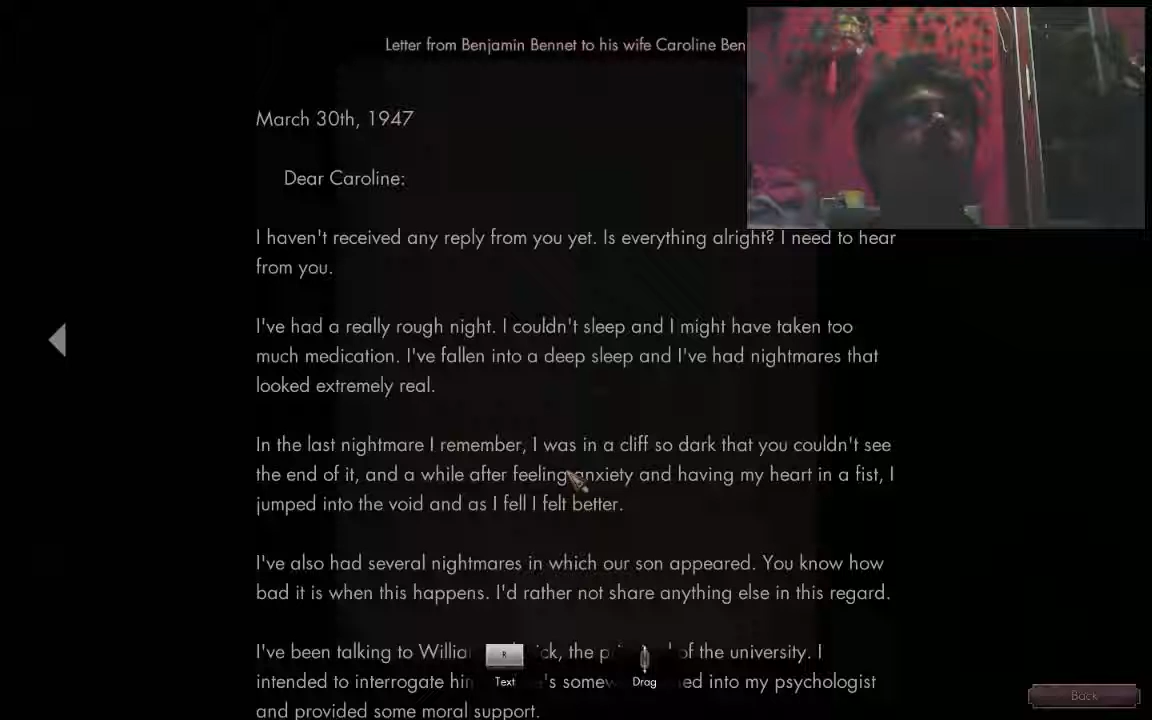 Letter from Benjamin Bennet to his wife Caroline Ben
March 30th, 1947
Dear Caroline:
I haven't received any reply from you yet. Is everything alright? I need to hear
from you.
I've had a really rough night. I couldn't sleep and I might have taken too
much medication. I've fallen into a deep sleep and I've had nightmares that
looked extremely real.
In the last nightmare I remember, I was in a cliff so dark that you couldn't see
the end of it, and a while after feeling anxiety and having my heart in a fist, I
jumped into the void and as I fell I felt better.
I've also had several nightmares in which our son appeared. You know how
bad it is when this happens. I'd rather not share anything else in this regard.
I've been talking to the of the university. I
intended to interrogate into my psychologist
and provided some moral support.
R
Text
Drag
Back